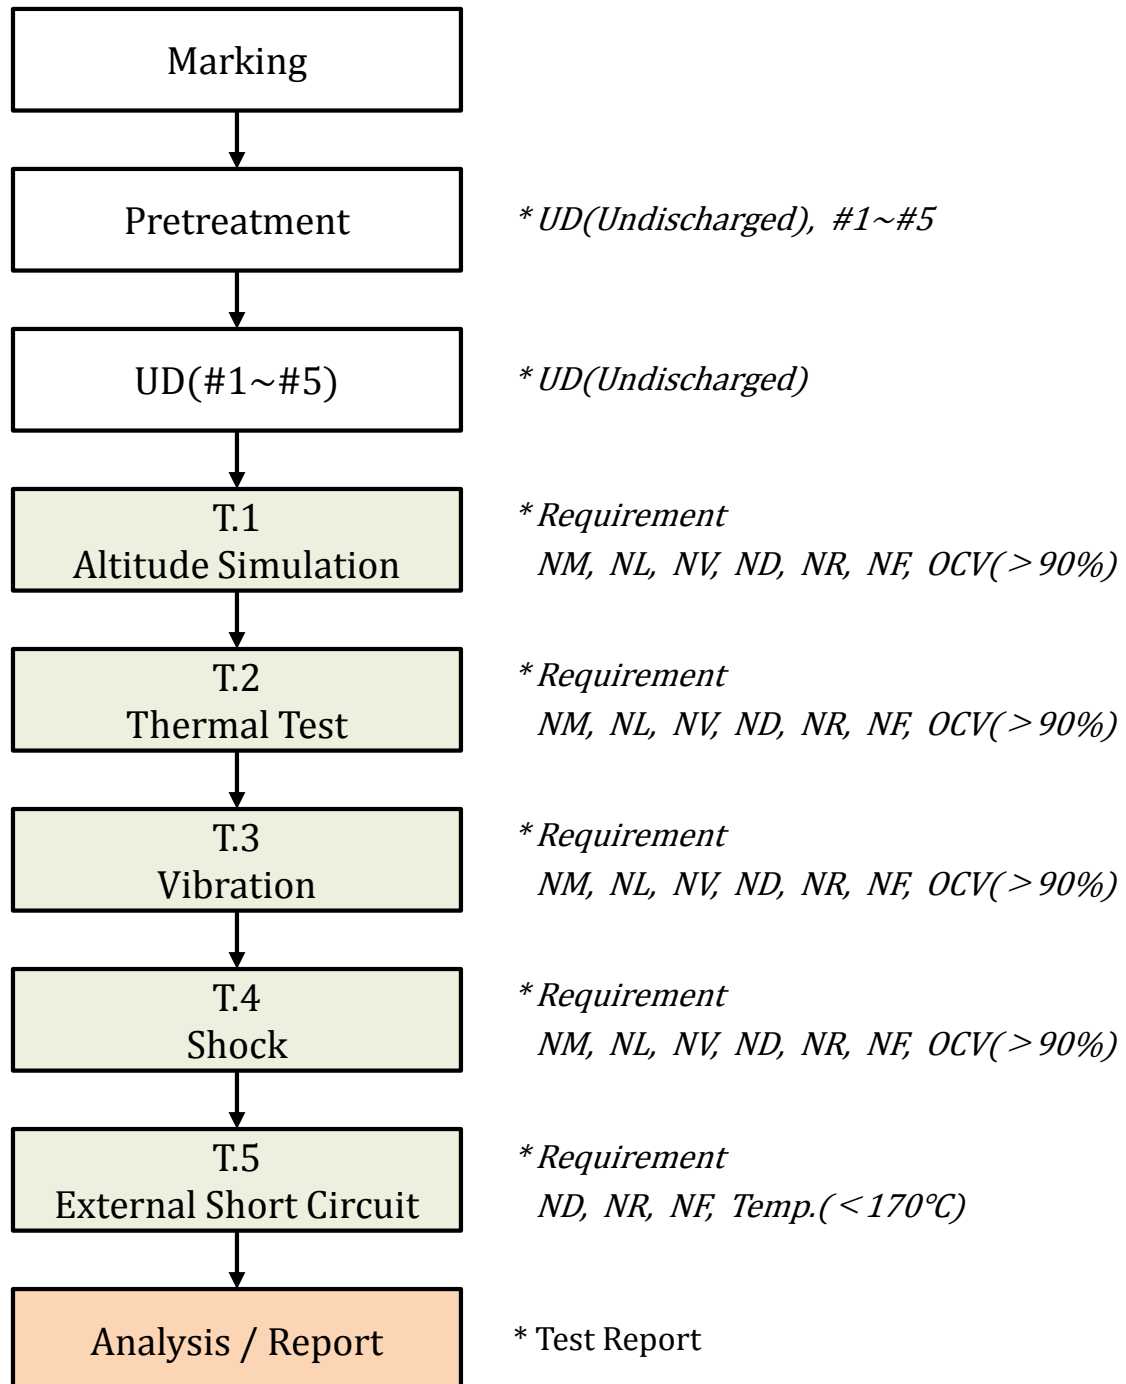 Marking
Pretreatment
* UD(Undischarged), #1~#5
UD(#1~#5)
* UD(Undischarged)
T.1
Altitude Simulation
* Requirement
NM, NL, NV, ND, NR, NF, OCV(＞90%)
T.2
Thermal Test
* Requirement
NM, NL, NV, ND, NR, NF, OCV(＞90%)
T.3
Vibration
* Requirement
NM, NL, NV, ND, NR, NF, OCV(＞90%)
T.4
Shock
* Requirement
NM, NL, NV, ND, NR, NF, OCV(＞90%)
T.5
External Short Circuit
* Requirement
ND, NR, NF, Temp.(＜170℃)
Analysis / Report
* Test Report